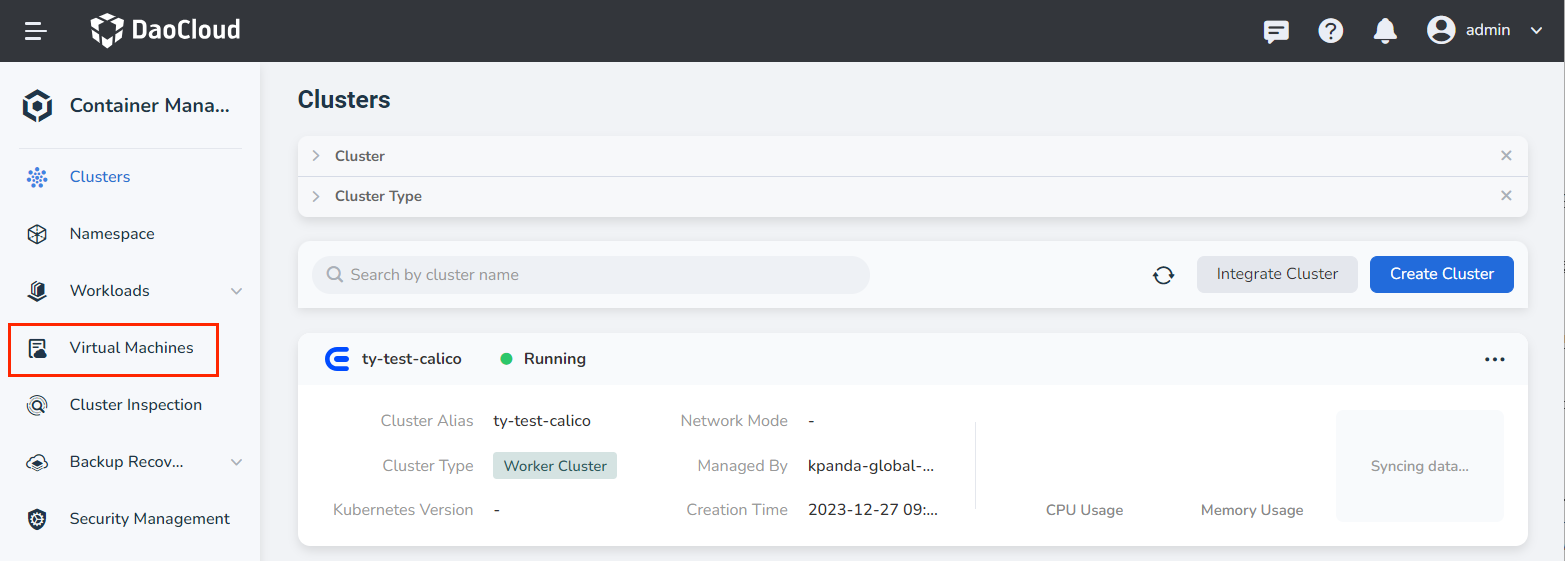 DaoCloud
admin
Container Mana...
Clusters
Namespace
Workloads
Virtual Machines
Cluster Inspection
Backup Recov...
Security Management
Clusters
Cluster
Cluster Type
Search by cluster name
Integrate Cluster
Create Cluster
ty-test-calico
Running
Cluster Alias ty-test-calico
Network Mode -
Cluster Type Worker Cluster
Managed By kpanda-global-...
Kubernetes Version -
Creation Time 2023-12-27 09:...
CPU Usage
Memory Usage
Syncing data...